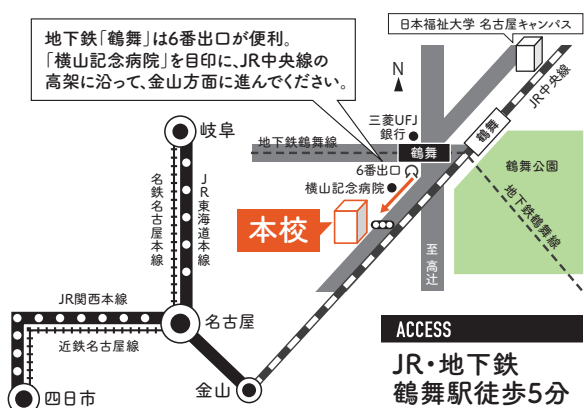 地下鉄「鶴舞」は6番出口が便利。
「横山記念病院」を目印に、JR中央線の
高架に沿って、金山方面に進んでください。
日本福祉大学 名古屋キャンパス
N
JR中央線
三菱UFJ
銀行
地下鉄鶴舞線
鶴舞
鶴舞
6番出口
横山記念病院
鶴舞公園
地下鉄鶴舞線
本校
至高辻
岐阜
名鉄名古屋本線
JR東海道本線
JR関西本線
名古屋
近鉄名古屋線
四日市
金山
ACCESS
JR・地下鉄
鶴舞駅徒歩5分